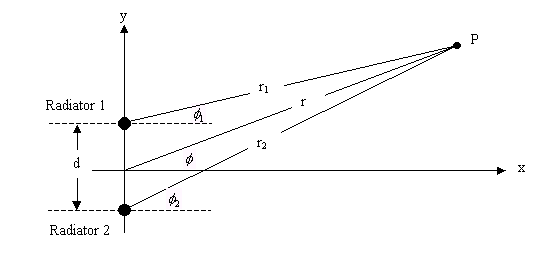 y
P
r1
Radiator 1
ϕ1
r
d
r2
ϕ
x
ϕ2
Radiator 2